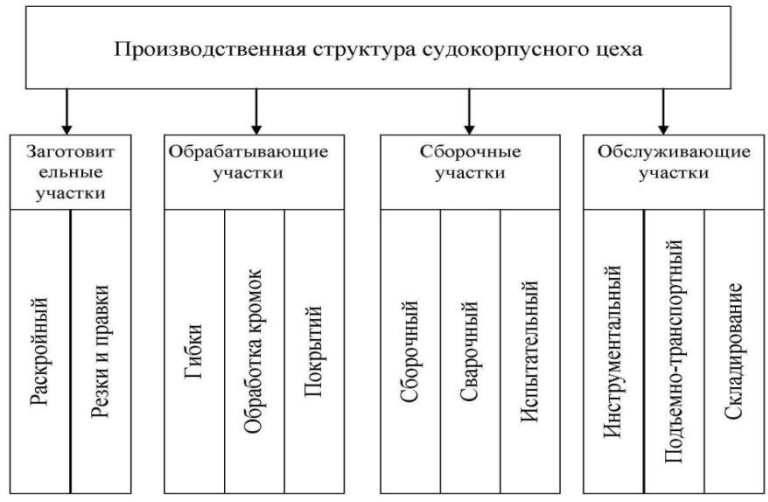 Производственная структура судокорпусного цеха
Заготовит
ельные
участки
Обрабатывающие
участки
Сборочные
участки
Обслуживающие
участки
Раскройный
Резки и правки
Гибки
Обработка кромок
Покрытий
Сборочный
Сварочный
Испытательный
Инструментальный
Подъемно-транспортный
Складирование